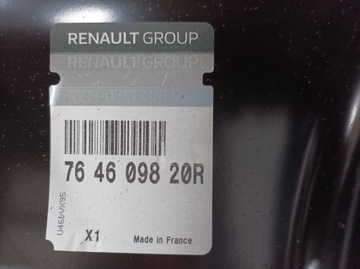 RENAULT GROUP
RENAULT GROUP
76 46 098 20R
X1
Made in France